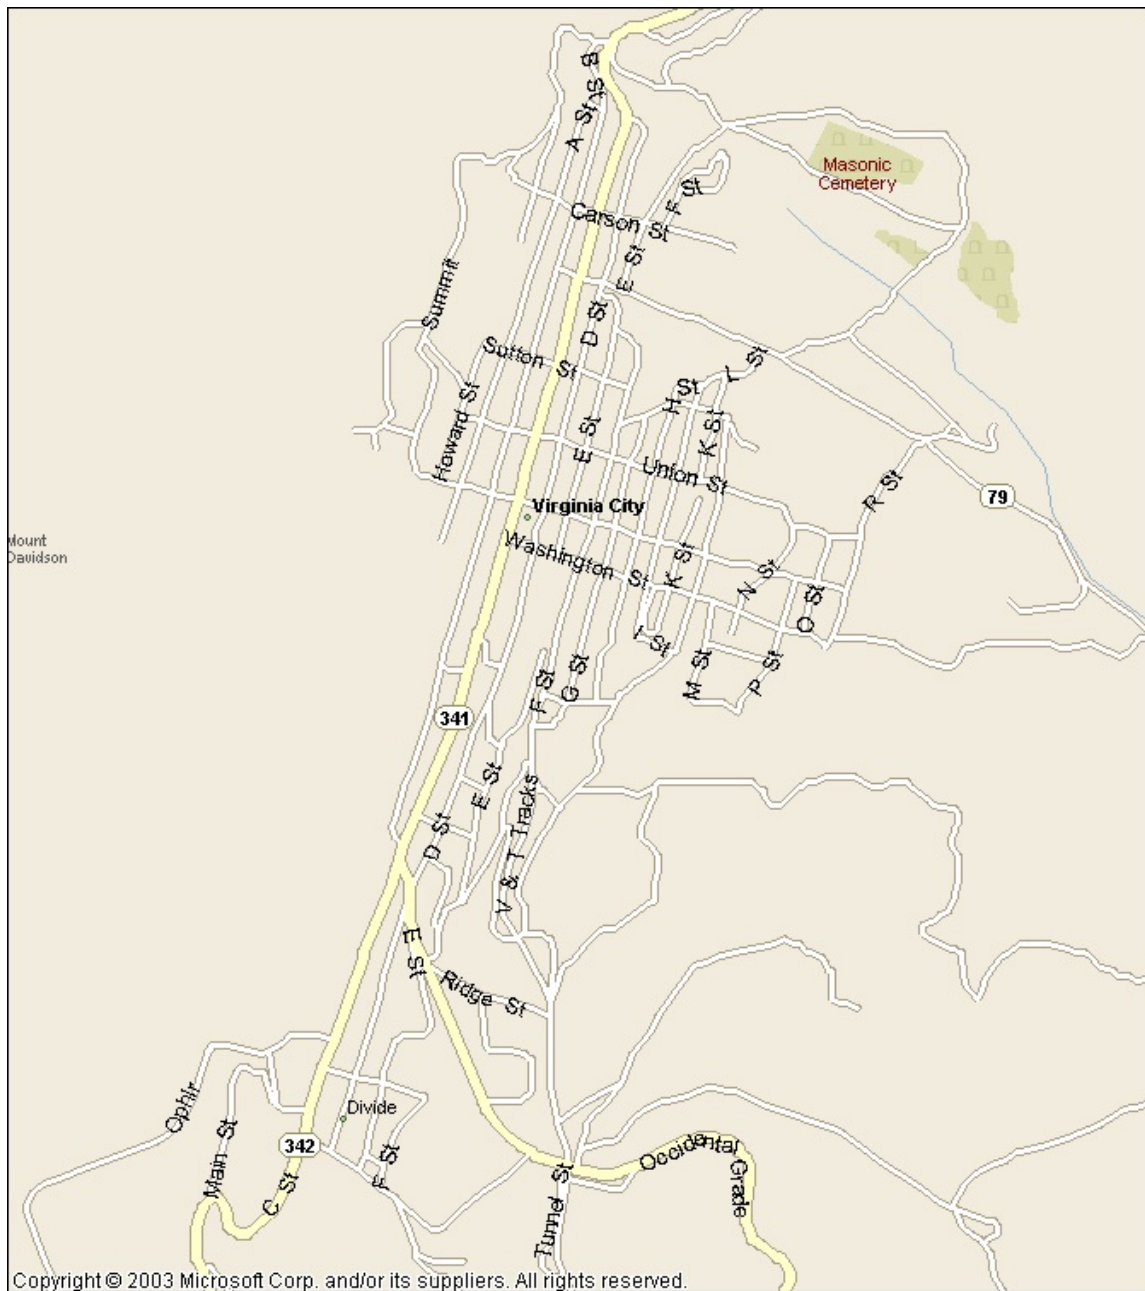 B St
A St
Masonic
Cemetery
F St
Carson St
E St
Summit
D St
Sutton St
Y St
H St
Howard St
K St
E St
Union St
R St
79
Virginia City
Mount
Davidson
Washington St
K St
N St
O St
I St
M St
P St
F St
G St
341
E St
V & T Tracks
D St
E St
Ridge St
Ophir
Divide
Main St
342
C St
F St
Occidental Grade
Tunnel St
Copyright © 2003 Microsoft Corp. and/or its suppliers. All rights reserved.